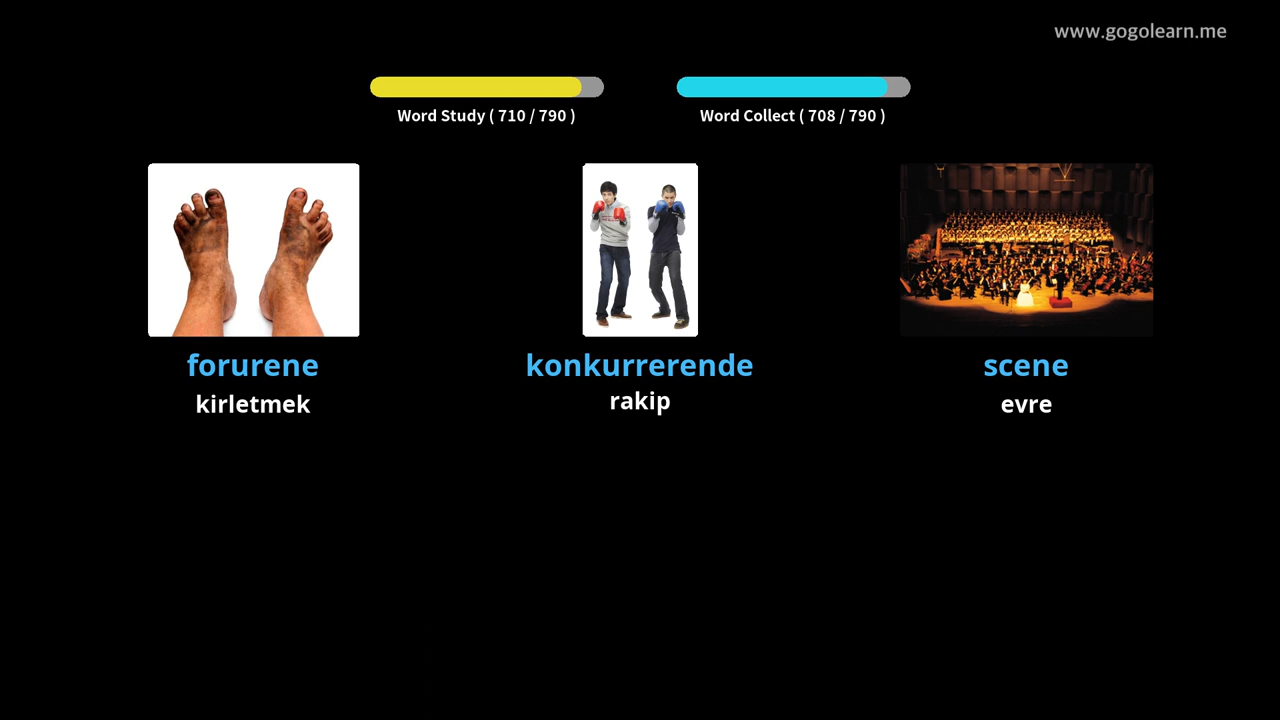 www.gogolearn.me
Word Study ( 710 / 790 )
Word Collect ( 708 / 790 )
forurene
konkurrerende
scene
kirletmek
rakip
evre